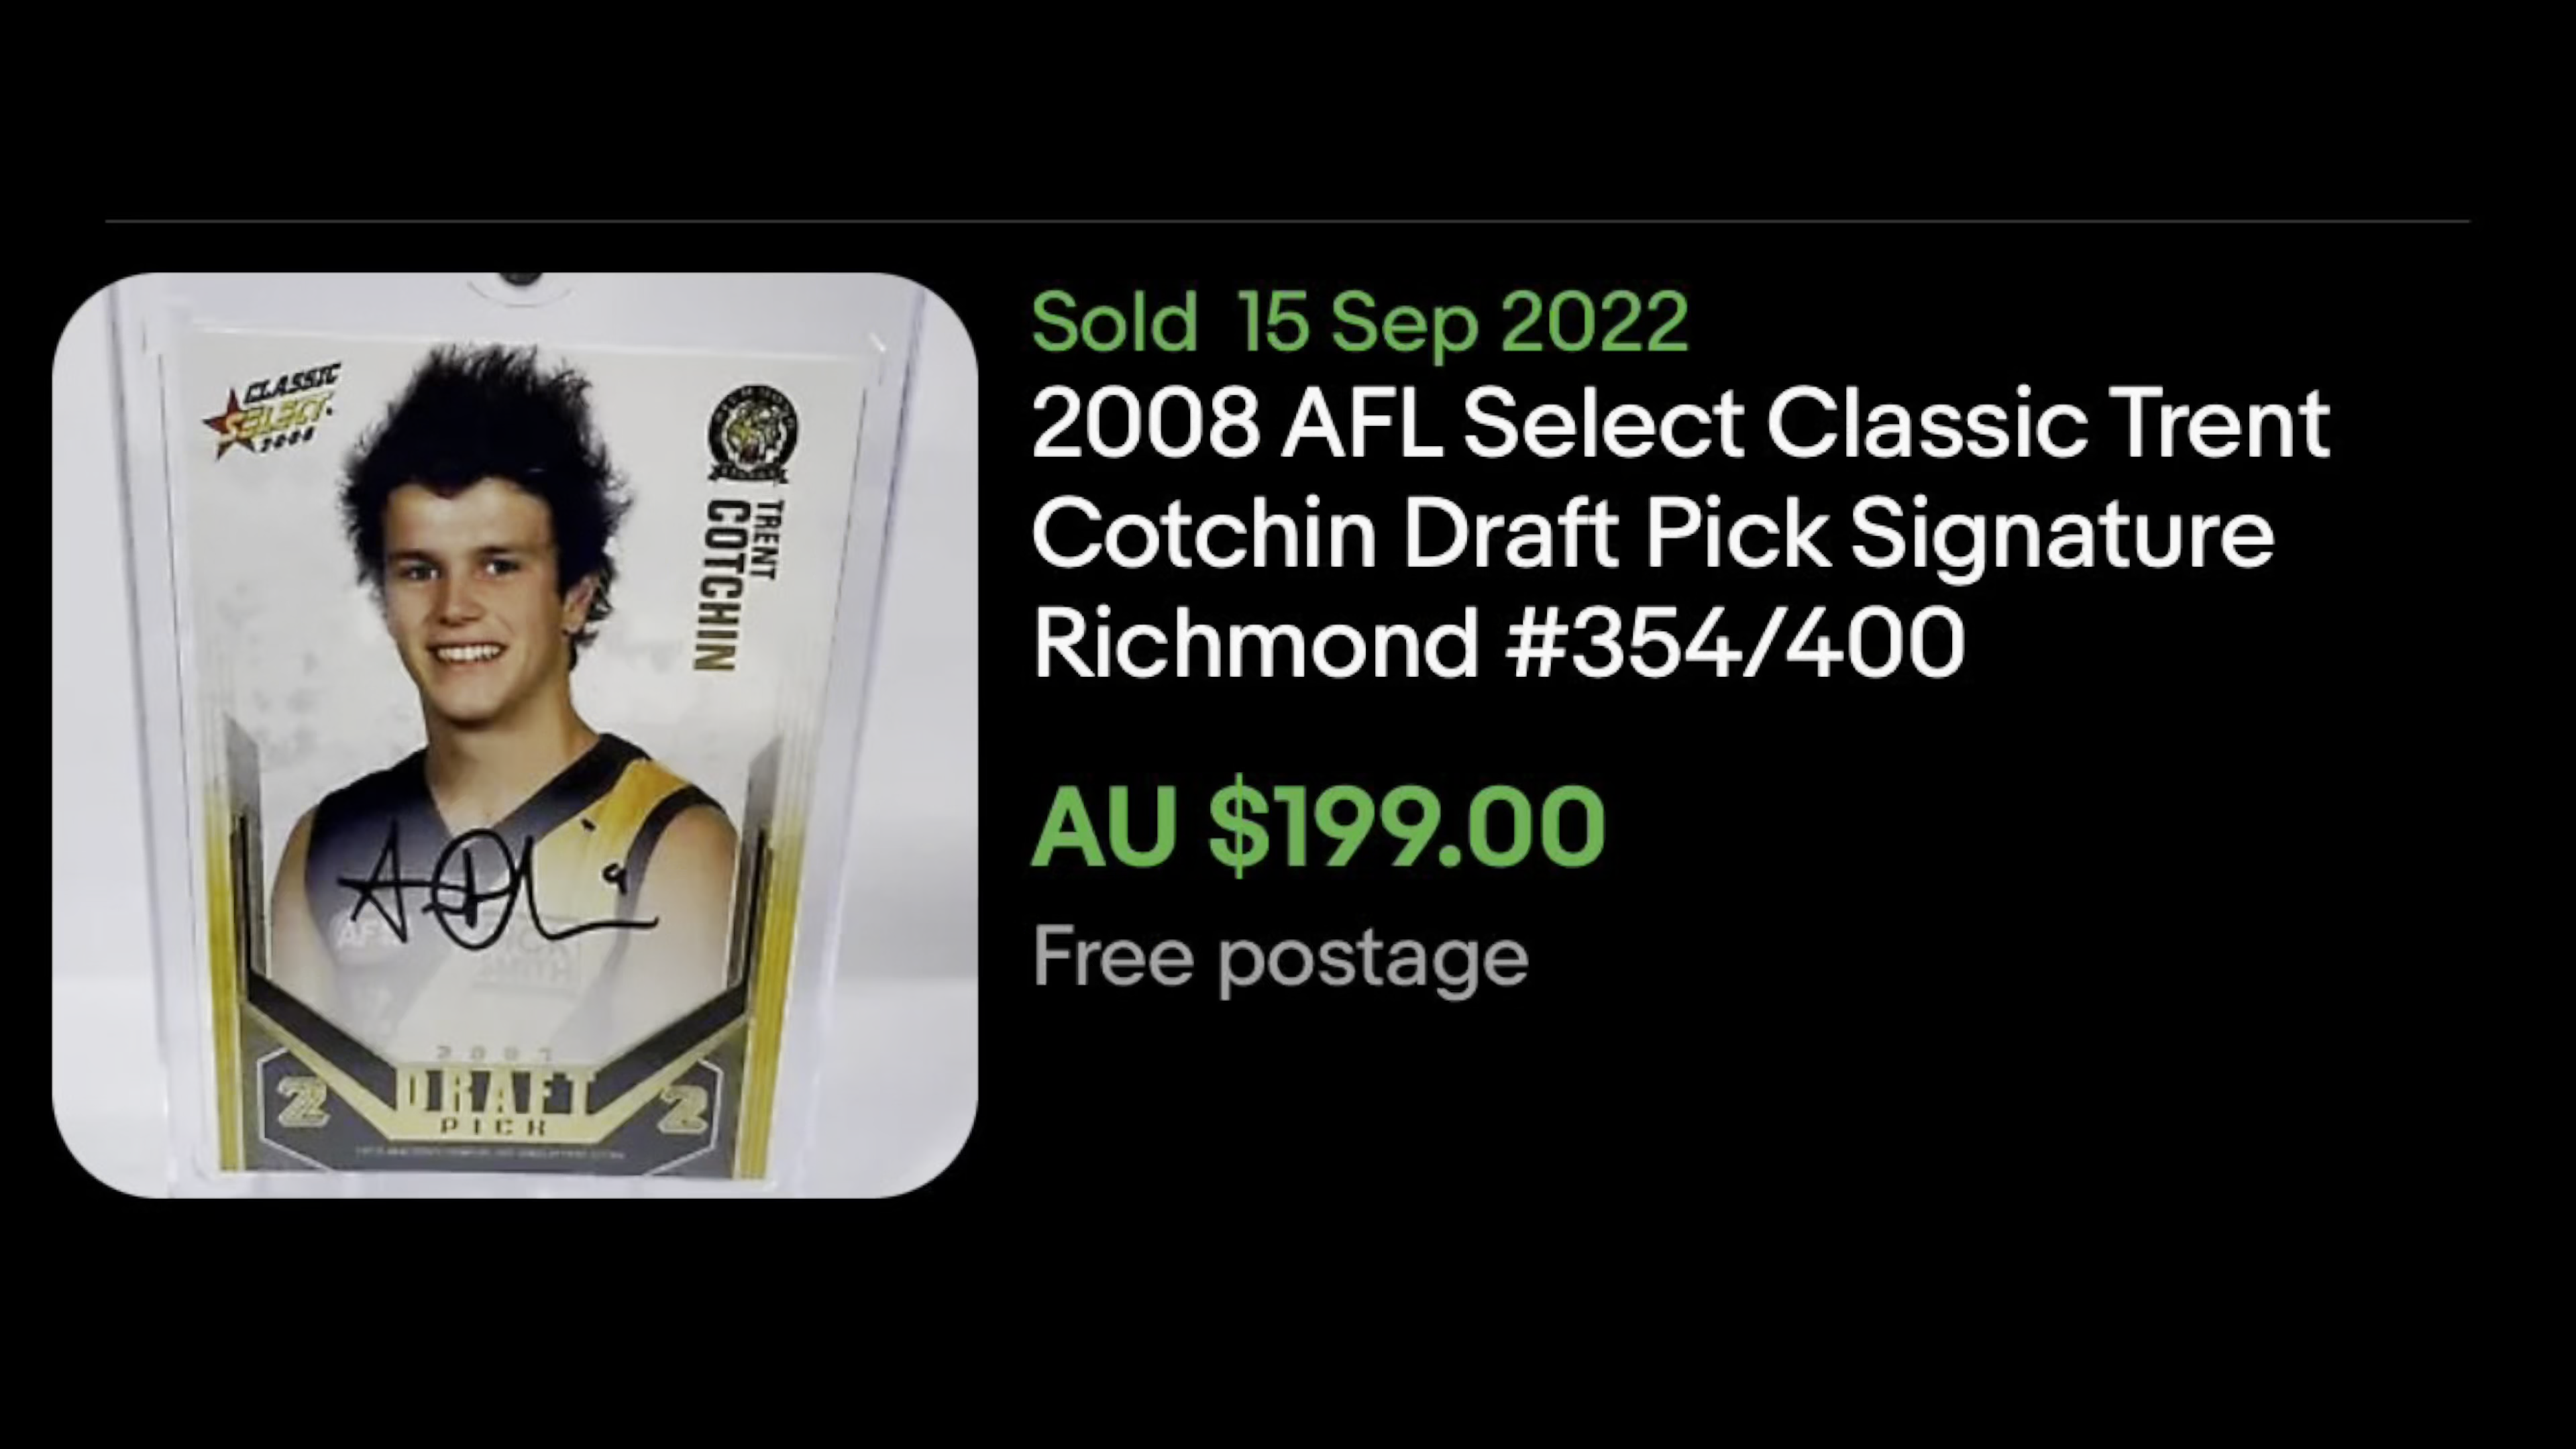 CLASSIC
SELECT
2008
TRENT
COTCHIN
9
2007
DRAFT
PICK
2
2
Sold 15 Sep 2022
2008 AFL Select Classic Trent
Cotchin Draft Pick Signature
Richmond #354/400
AU $199.00
Free postage